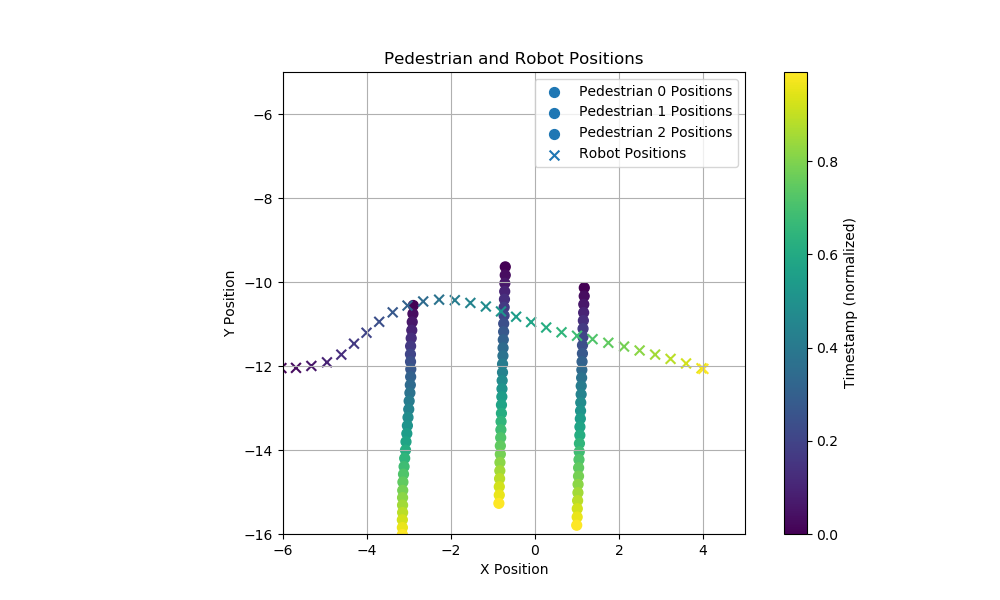 Pedestrian and Robot Positions
Pedestrian 0 Positions
Pedestrian 1 Positions
Pedestrian 2 Positions
Robot Positions
Y Position
−6
−8
−10
−12
−14
−16
−6
−4
−2
0
2
4
X Position
0.8
0.6
0.4
0.2
0.0
Timestamp (normalized)